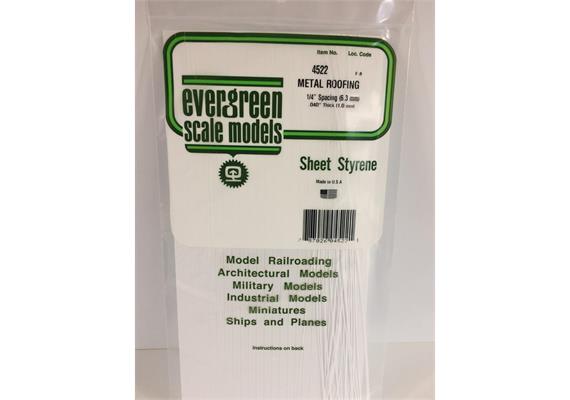 Item No. Loc. Code
4522
METAL ROOFING
1/4" Spacing (6.3 mm)
.040" Thick (1.0 mm)
evergreen
scale models
Sheet Styrene
Made in U S A
Model Railroading
Architectural Models
Military Models
Industrial Models
Miniatures
Ships and Planes
Instructions on back